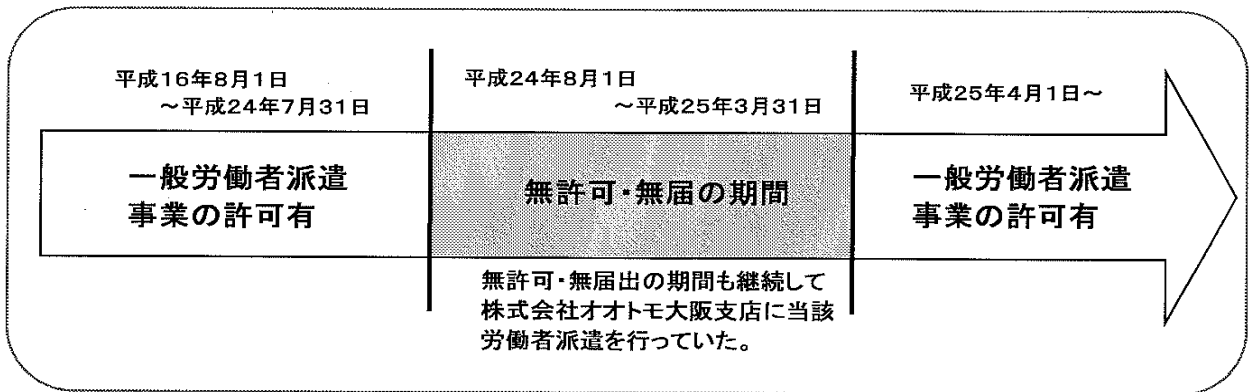 平成16年8月1日
~平成24年7月31日
平成24年8月1日
~平成25年3月31日
平成25年4月1日~
一般労働者派遣
事業の許可有
無許可・無届の期間
一般労働者派遣
事業の許可有
無許可・無届出の期間も継続して
株式会社オオトモ大阪支店に当該
労働者派遣を行っていた。